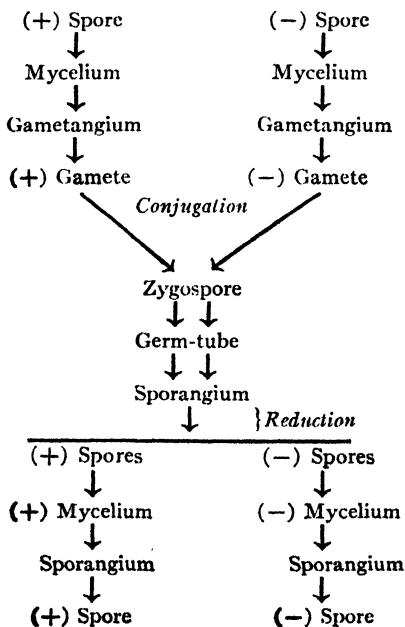 (+) Spore (−) Spore
Mycelium Mycelium
Gametangium Gametangium
(+) Gamete (−) Gamete
Conjugation
Zygospore
Germ-tube
Sporangium
}Reduction
(+) Spores (−) Spores
(+) Mycelium (−) Mycelium
Sporangium Sporangium
(+) Spore (−) Spore